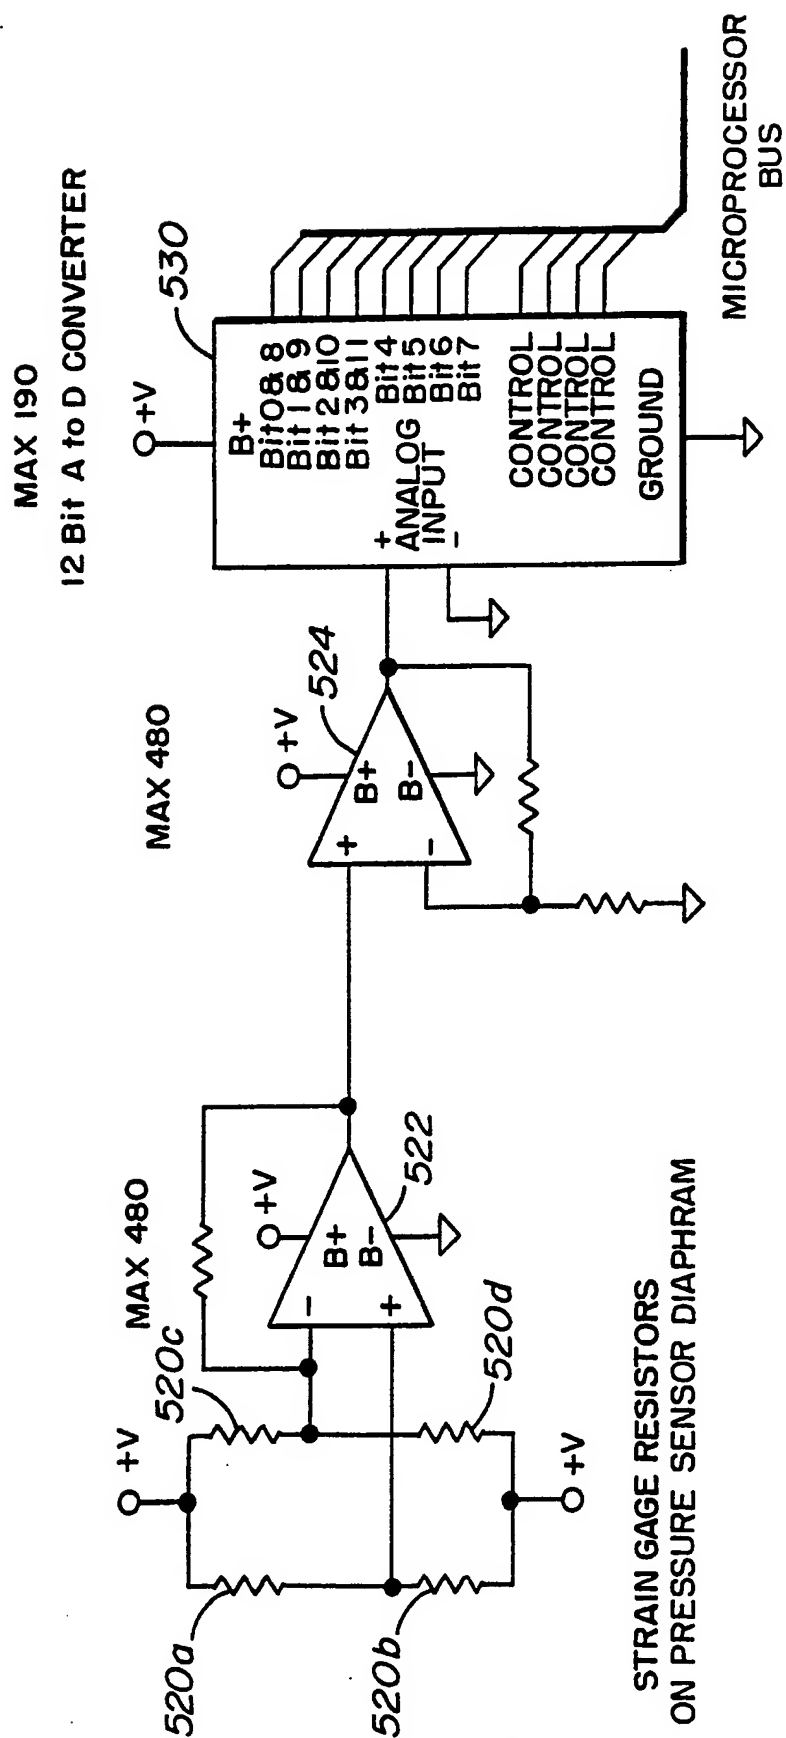 MAX 190
12 Bit A to D CONVERTER
530
+V
B+
Bit 0 & 8
Bit 1 & 9
Bit 2 & 10
Bit 3 & 11
Bit 4
Bit 5
Bit 6
Bit 7
+
ANALOG
INPUT
-
CONTROL
CONTROL
CONTROL
CONTROL
GROUND
MICROPROCESSOR
BUS
MAX 480
524
+V
B+
B-
+
-
MAX 480
522
+V
B+
B-
-
+
520c
520d
+V
+V
520a
520b
STRAIN GAGE RESISTORS
ON PRESSURE SENSOR DIAPHRAM